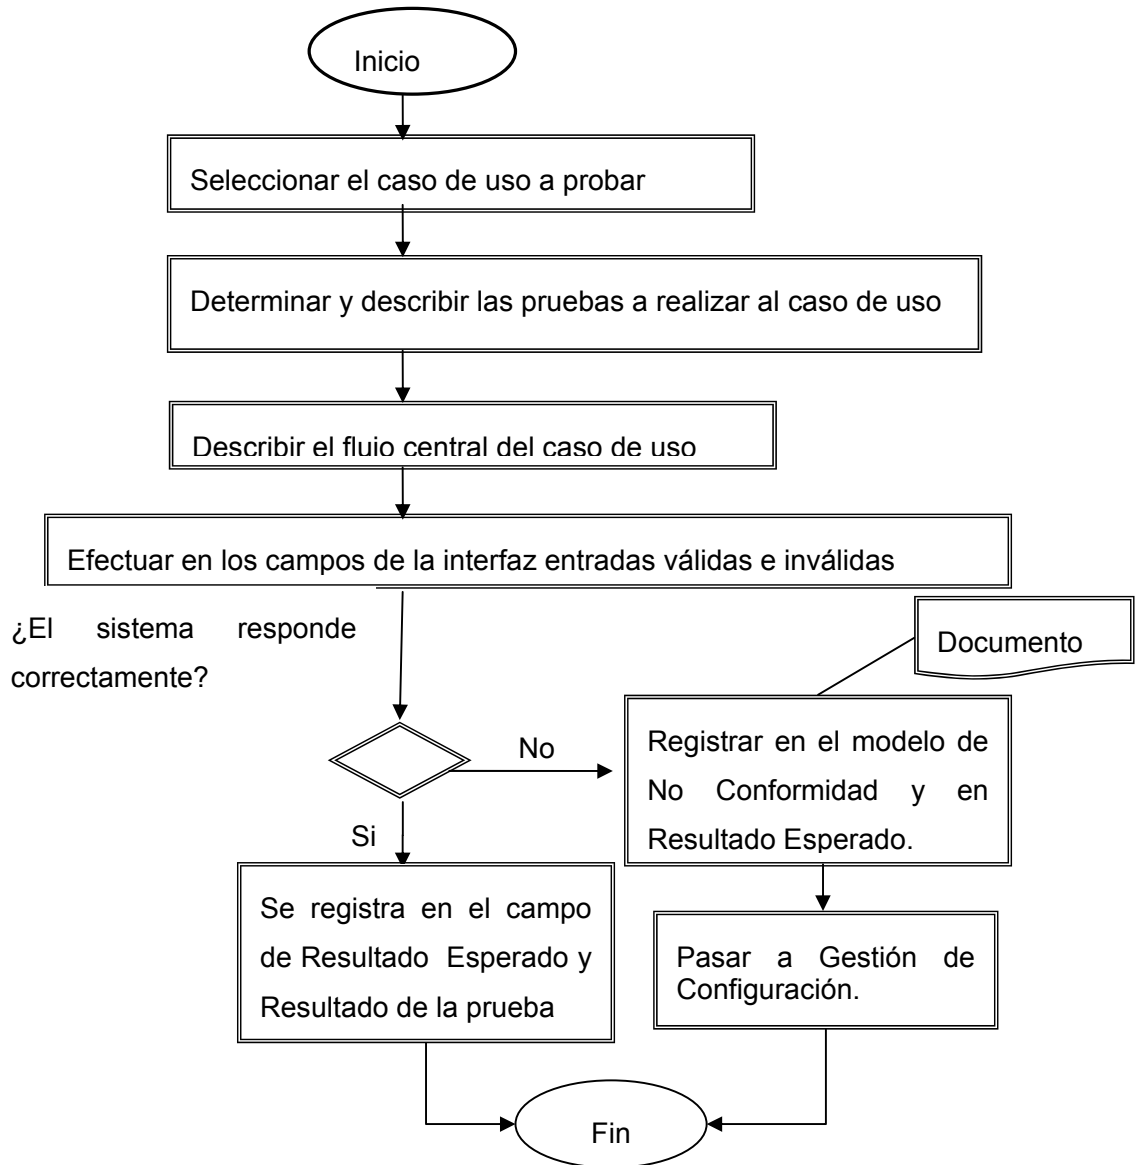 Inicio
Seleccionar el caso de uso a probar
Determinar y describir las pruebas a realizar al caso de uso
Describir el flujo central del caso de uso
Efectuar en los campos de la interfaz entradas válidas e inválidas
¿El sistema responde
correctamente?
Documento
No
Registrar en el modelo de
No Conformidad y en
Resultado Esperado.
Si
Se registra en el campo
de Resultado Esperado y
Resultado de la prueba
Pasar a Gestión de
Configuración.
Fin